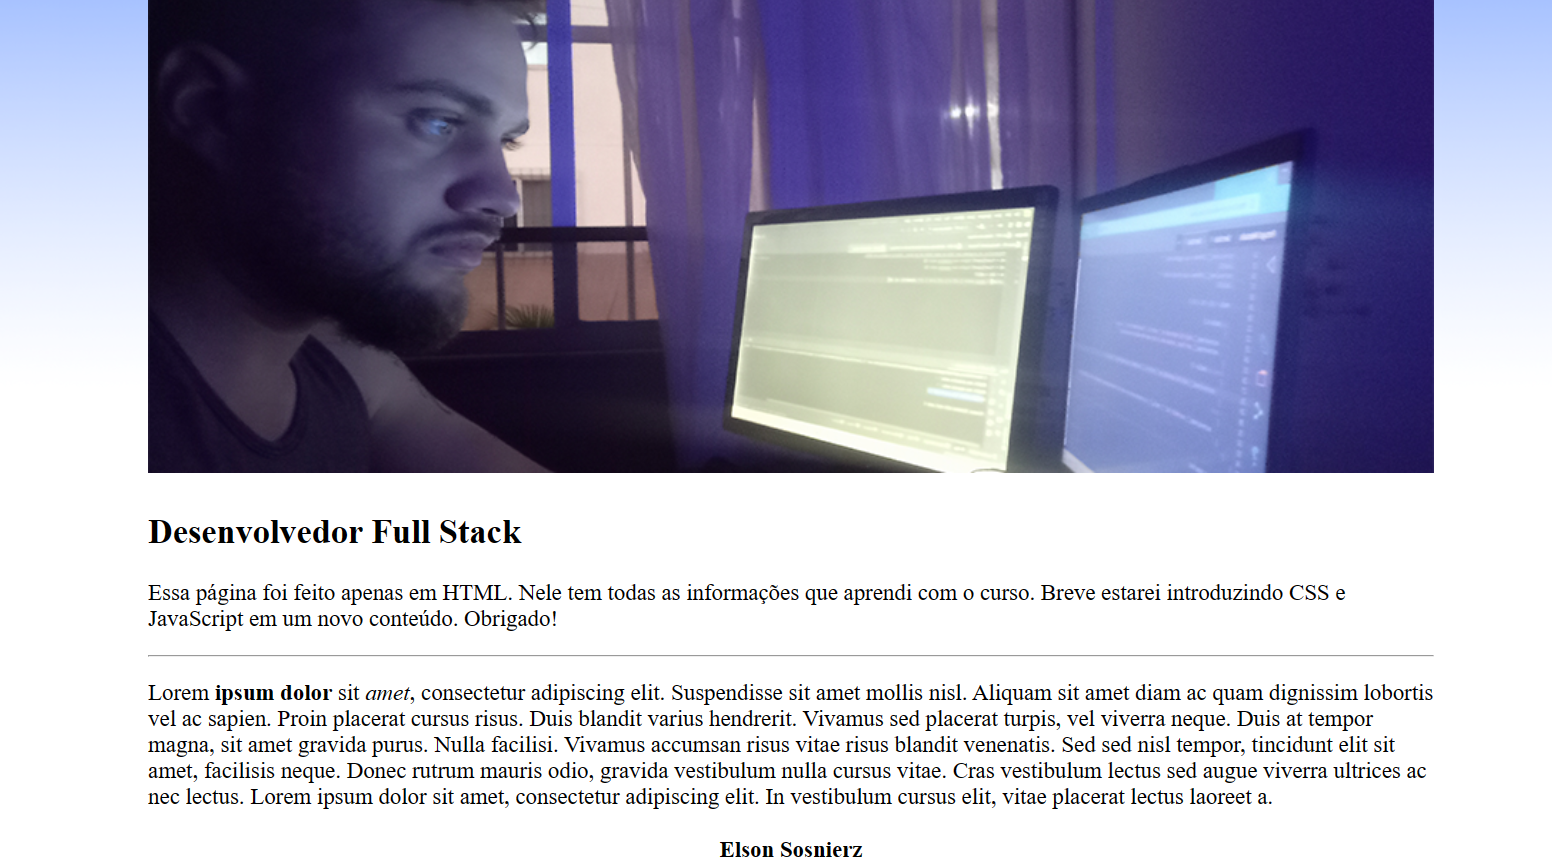 Desenvolvedor Full Stack
Essa página foi feito apenas em HTML. Nele tem todas as informações que aprendi com o curso. Breve estarei introduzindo CSS e
JavaScript em um novo conteúdo. Obrigado!
Lorem ipsum dolor sit amet, consectetur adipiscing elit. Suspendisse sit amet mollis nisl. Aliquam sit amet diam ac quam dignissim lobortis
vel ac sapien. Proin placerat cursus risus. Duis blandit varius hendrerit. Vivamus sed placerat turpis, vel viverra neque. Duis at tempor
magna, sit amet gravida purus. Nulla facilisi. Vivamus accumsan risus vitae risus blandit venenatis. Sed sed nisl tempor, tincidunt elit sit
amet, facilisis neque. Donec rutrum mauris odio, gravida vestibulum nulla cursus vitae. Cras vestibulum lectus sed augue viverra ultrices ac
nec lectus. Lorem ipsum dolor sit amet, consectetur adipiscing elit. In vestibulum cursus elit, vitae placerat lectus laoreet a.
Elson Sosnierz